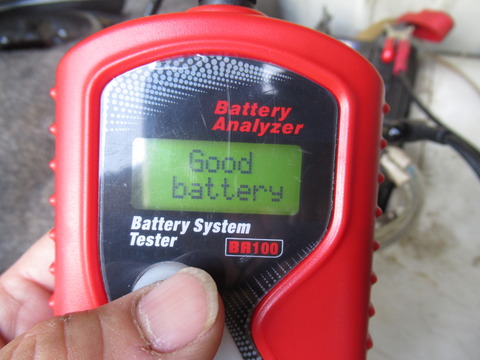 Battery
Analyzer
Good
battery
Battery System
Tester
BA100